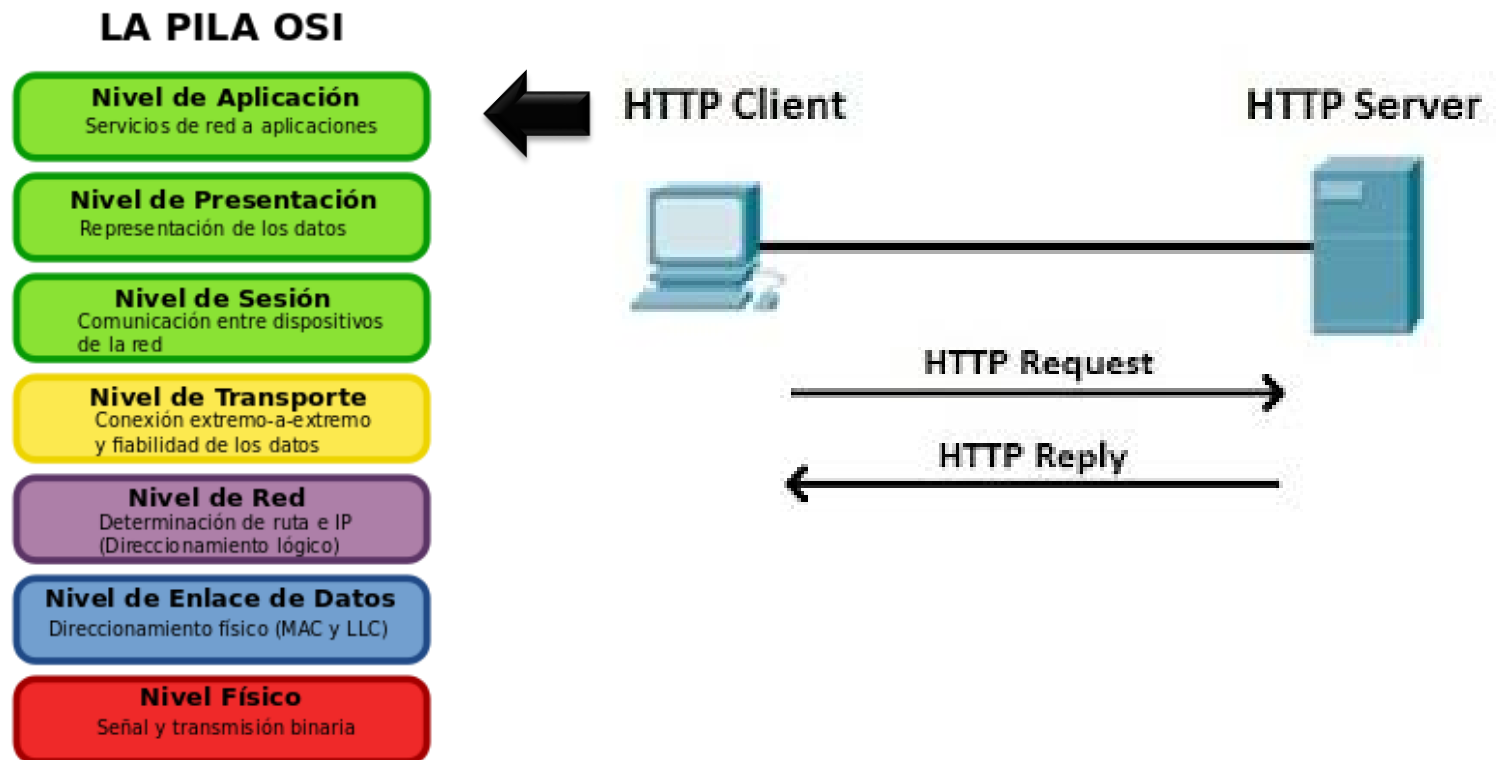 LA PILA OSI
Nivel de Aplicación
Servicios de red a aplicaciones
Nivel de Presentación
Representación de los datos
Nivel de Sesión
Comunicación entre dispositivos
de la red
Nivel de Transporte
Conexión extremo-a-extremo
y fiabilidad de los datos
Nivel de Red
Determinación de ruta e IP
(Direccionamiento lógico)
Nivel de Enlace de Datos
Direccionamiento físico (MAC y LLC)
Nivel Físico
Señal y transmisión binaria
HTTP Client
HTTP Server
HTTP Request
HTTP Reply